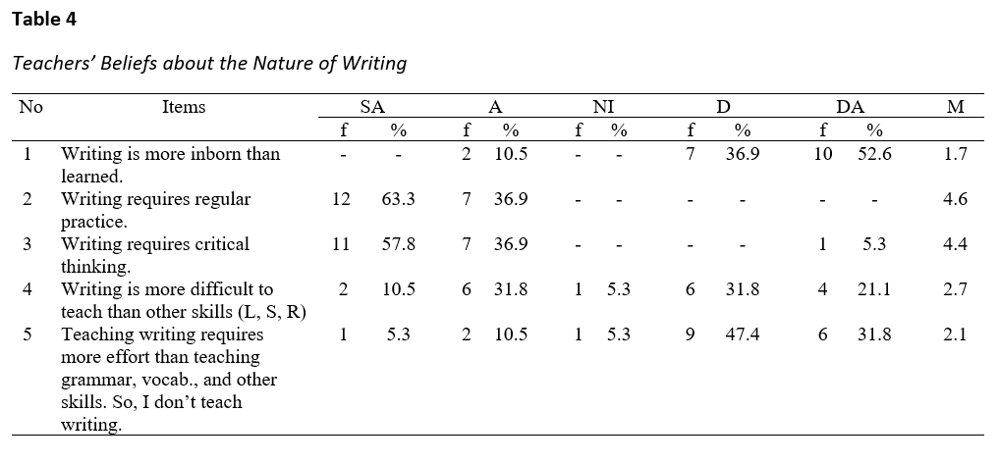 Table 4
Teachers’ Beliefs about the Nature of Writing
No Items SA A NI D DA M
f % f % f % f % f %
1 Writing is more inborn than - - 2 10.5 - - 7 36.9 10 52.6 1.7
learned.
2 Writing requires regular 12 63.3 7 36.9 - - - - - - 4.6
practice.
3 Writing requires critical 11 57.8 7 36.9 - - - - 1 5.3 4.4
thinking.
4 Writing is more difficult to 2 10.5 6 31.8 1 5.3 6 31.8 4 21.1 2.7
teach than other skills (L, S, R)
5 Teaching writing requires 1 5.3 2 10.5 1 5.3 9 47.4 6 31.8 2.1
more effort than teaching
grammar, vocab., and other
skills. So, I don’t teach
writing.